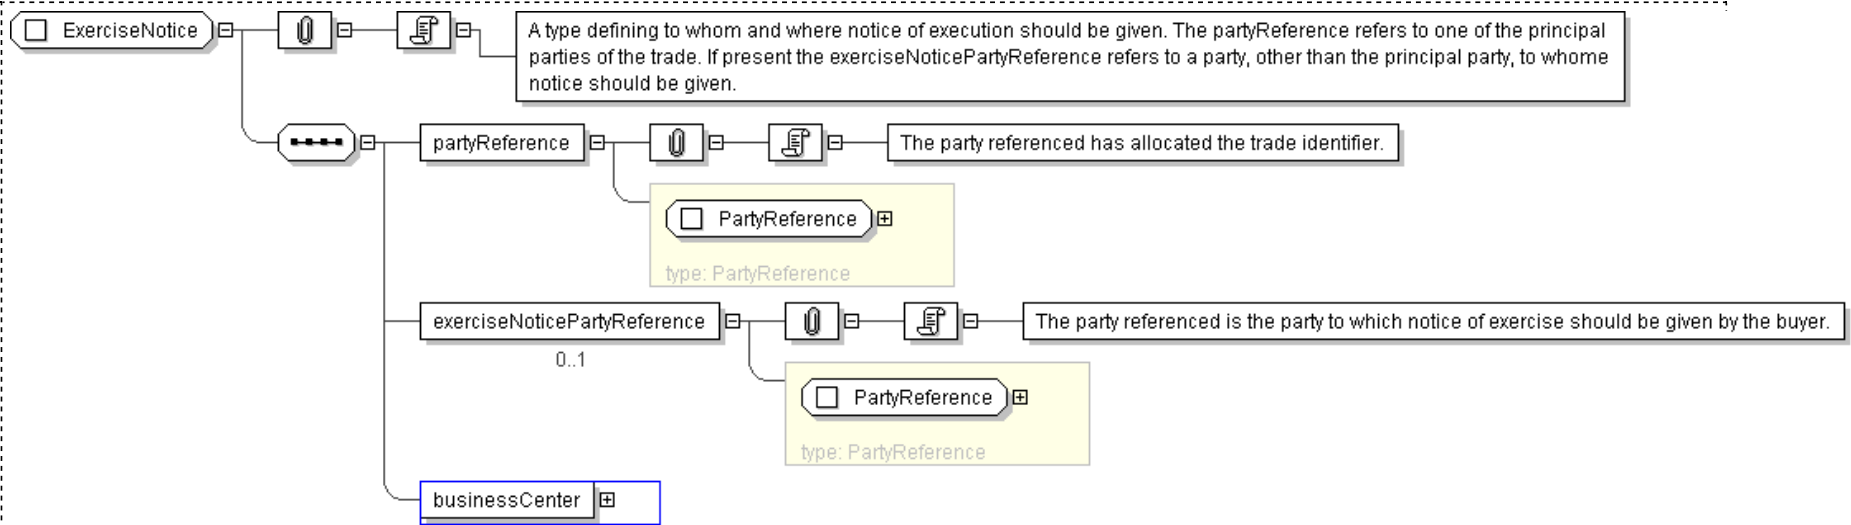 ExerciseNotice
A type defining to whom and where notice of execution should be given. The partyReference refers to one of the principal
parties of the trade. If present the exerciseNoticePartyReference refers to a party, other than the principal party, to whome
notice should be given.
partyReference
The party referenced has allocated the trade identifier.
PartyReference
type: PartyReference
exerciseNoticePartyReference
The party referenced is the party to which notice of exercise should be given by the buyer.
0..1
PartyReference
type: PartyReference
businessCenter